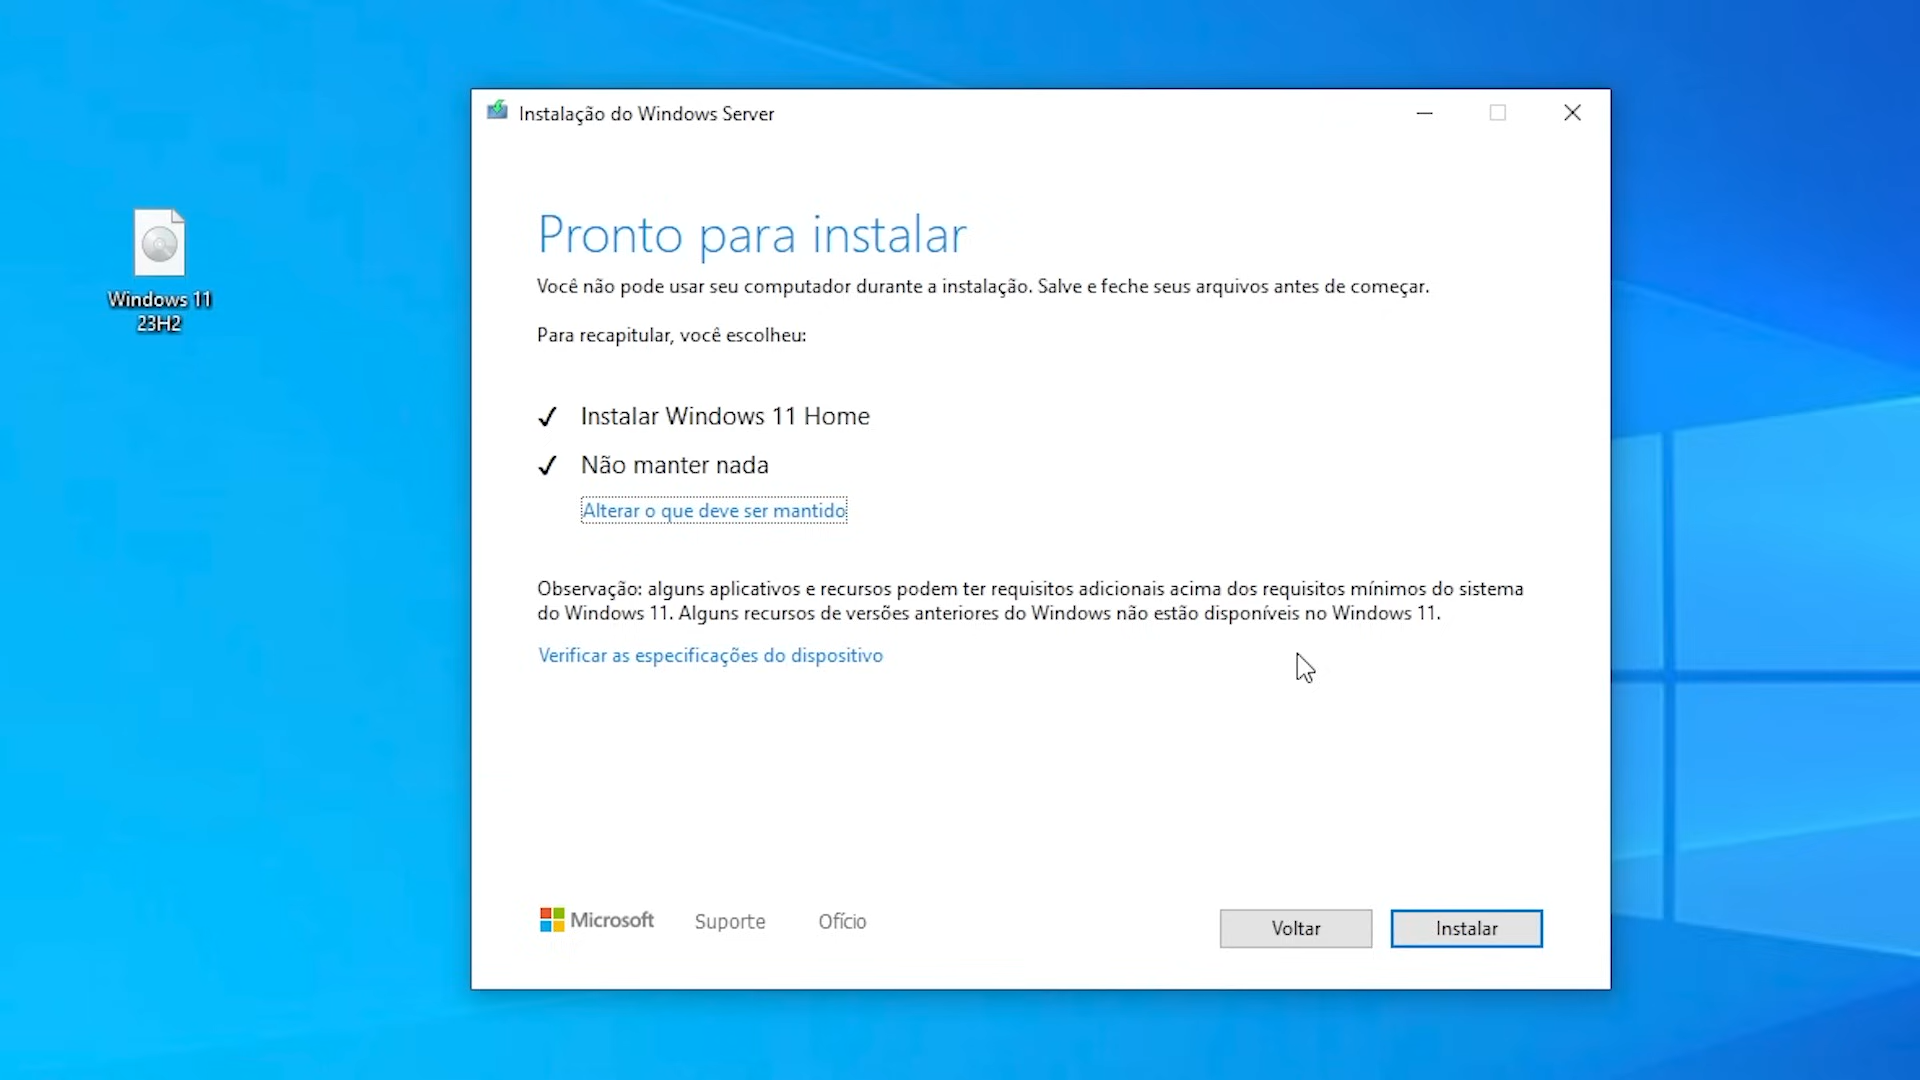 Instalação do Windows Server
Windows 11
23H2
Pronto para instalar
Você não pode usar seu computador durante a instalação. Salve e feche seus arquivos antes de começar.
Para recapitular, você escolheu:
Instalar Windows 11 Home
Não manter nada
Alterar o que deve ser mantido
Observação: alguns aplicativos e recursos podem ter requisitos adicionais acima dos requisitos mínimos do sistema
do Windows 11. Alguns recursos de versões anteriores do Windows não estão disponíveis no Windows 11.
Verificar as especificações do dispositivo
Microsoft
Suporte
Ofício
Voltar
Instalar